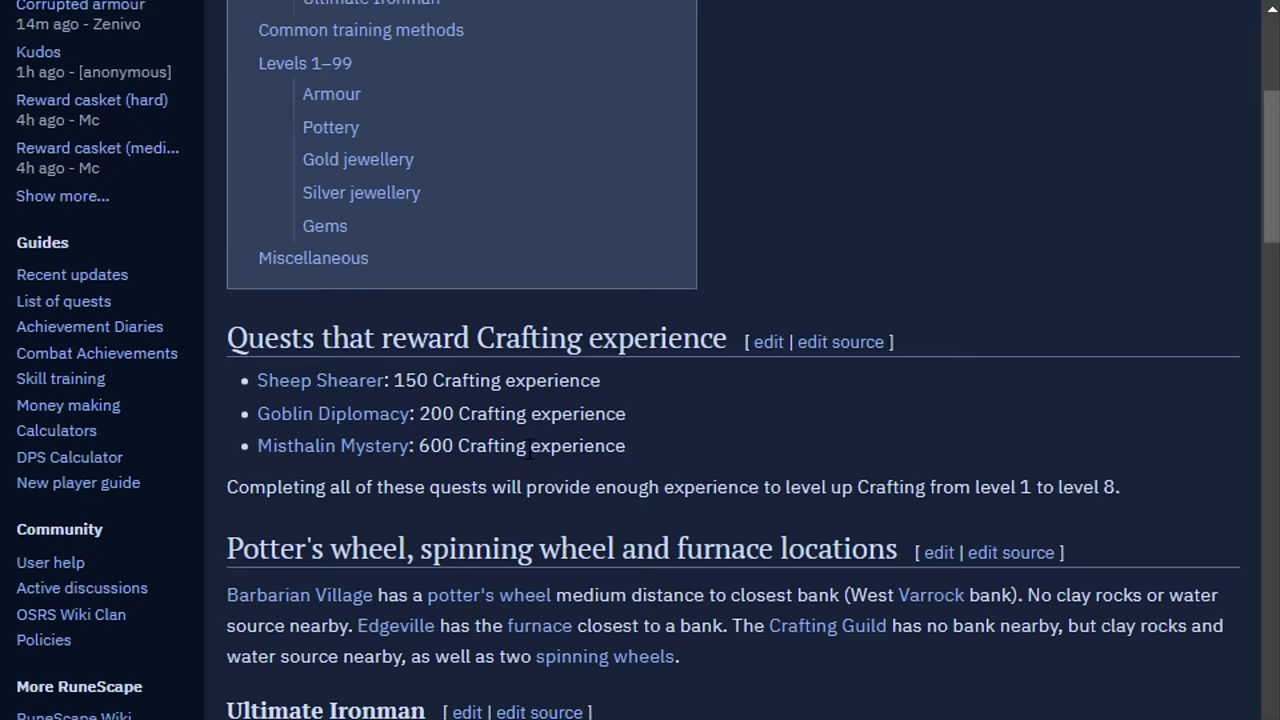 Corrupted armour
14m ago - Zenivo
Kudos
1h ago - [anonymous]
Reward casket (hard)
4h ago - Mc
Reward casket (medi...
4h ago - Mc
Show more...
Guides
Recent updates
List of quests
Achievement Diaries
Combat Achievements
Skill training
Money making
Calculators
DPS Calculator
New player guide
Community
User help
Active discussions
OSRS Wiki Clan
Policies
More RuneScape
RuneScape Wiki
Ultimate Ironman
Common training methods
Levels 1–99
Armour
Pottery
Gold jewellery
Silver jewellery
Gems
Miscellaneous
Quests that reward Crafting experience [ edit | edit source ]
Sheep Shearer: 150 Crafting experience
Goblin Diplomacy: 200 Crafting experience
Misthalin Mystery: 600 Crafting experience
Completing all of these quests will provide enough experience to level up Crafting from level 1 to level 8.
Potter's wheel, spinning wheel and furnace locations [ edit | edit source ]
Barbarian Village has a potter's wheel medium distance to closest bank (West Varrock bank). No clay rocks or water
source nearby. Edgeville has the furnace closest to a bank. The Crafting Guild has no bank nearby, but clay rocks and
water source nearby, as well as two spinning wheels.
Ultimate Ironman [ edit | edit source ]